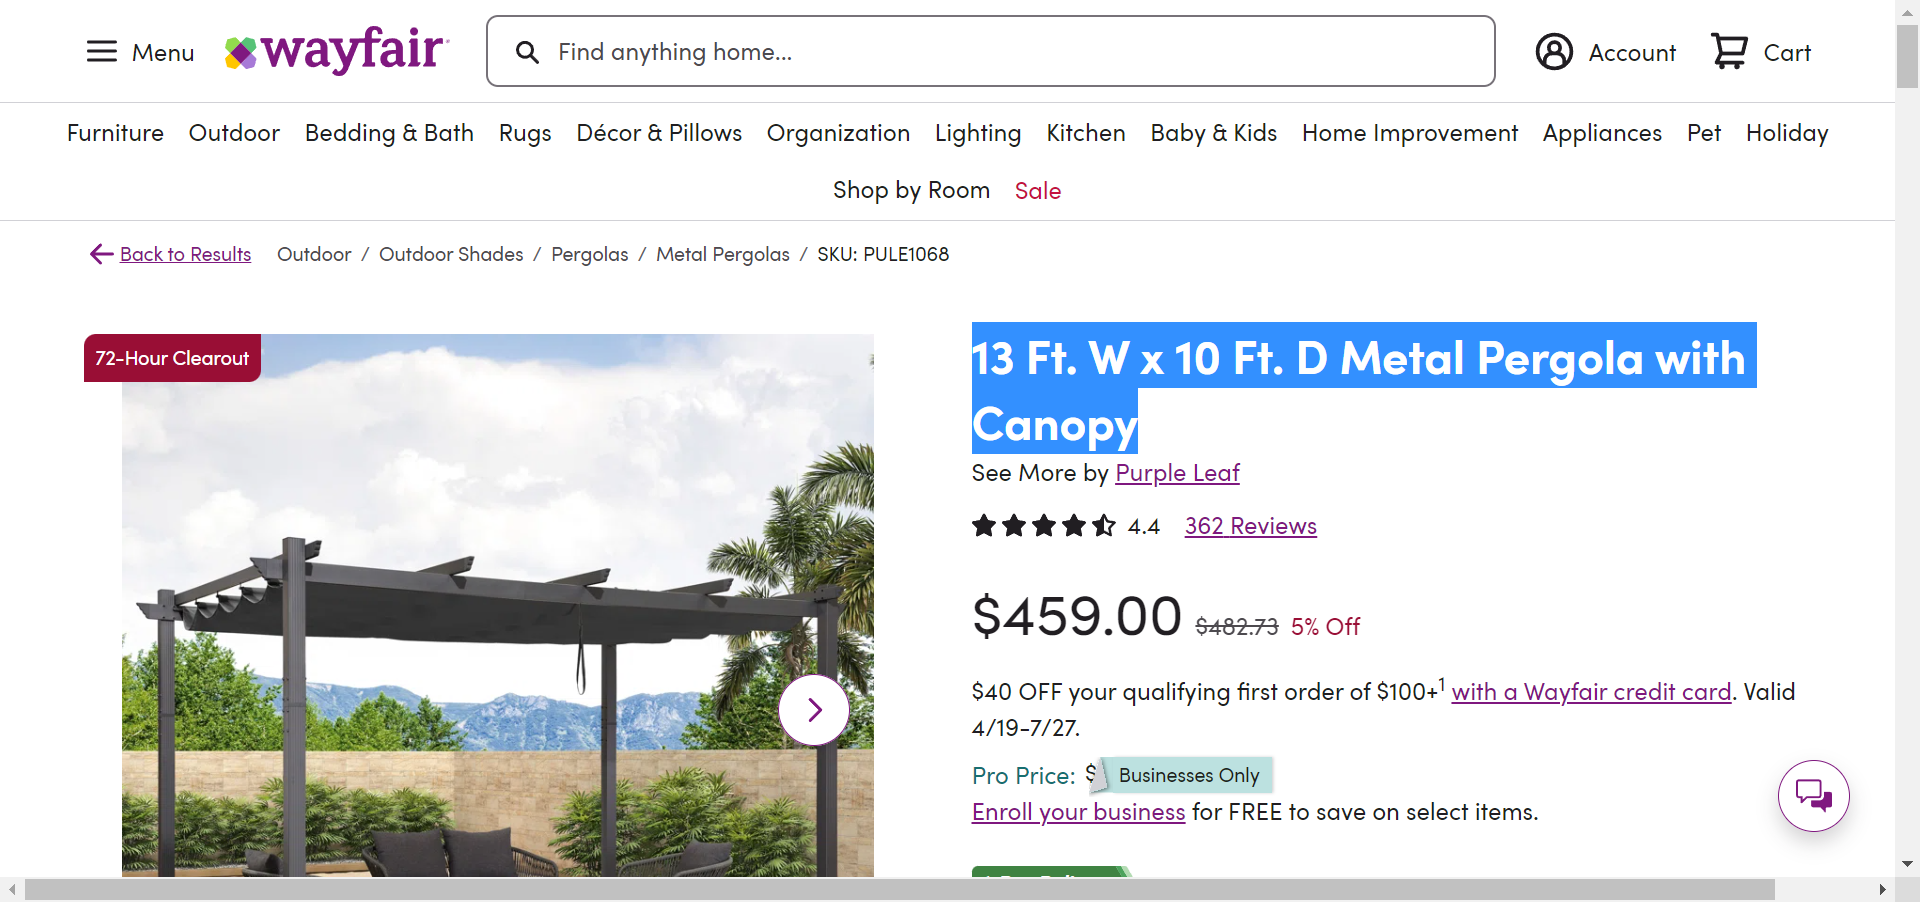 Menu
wayfair
Find anything home...
Account
Cart
Furniture Outdoor Bedding & Bath Rugs Décor & Pillows Organization Lighting Kitchen Baby & Kids Home Improvement Appliances Pet Holiday
Shop by Room Sale
Back to Results Outdoor / Outdoor Shades / Pergolas / Metal Pergolas / SKU: PULE1068
72-Hour Clearout
13 Ft. W x 10 Ft. D Metal Pergola with
Canopy
See More by Purple Leaf
4.4 362 Reviews
$459.00 $482.73 5% Off
$40 OFF your qualifying first order of $100+1 with a Wayfair credit card. Valid
4/19-7/27.
Pro Price: $ Businesses Only
Enroll your business for FREE to save on select items.